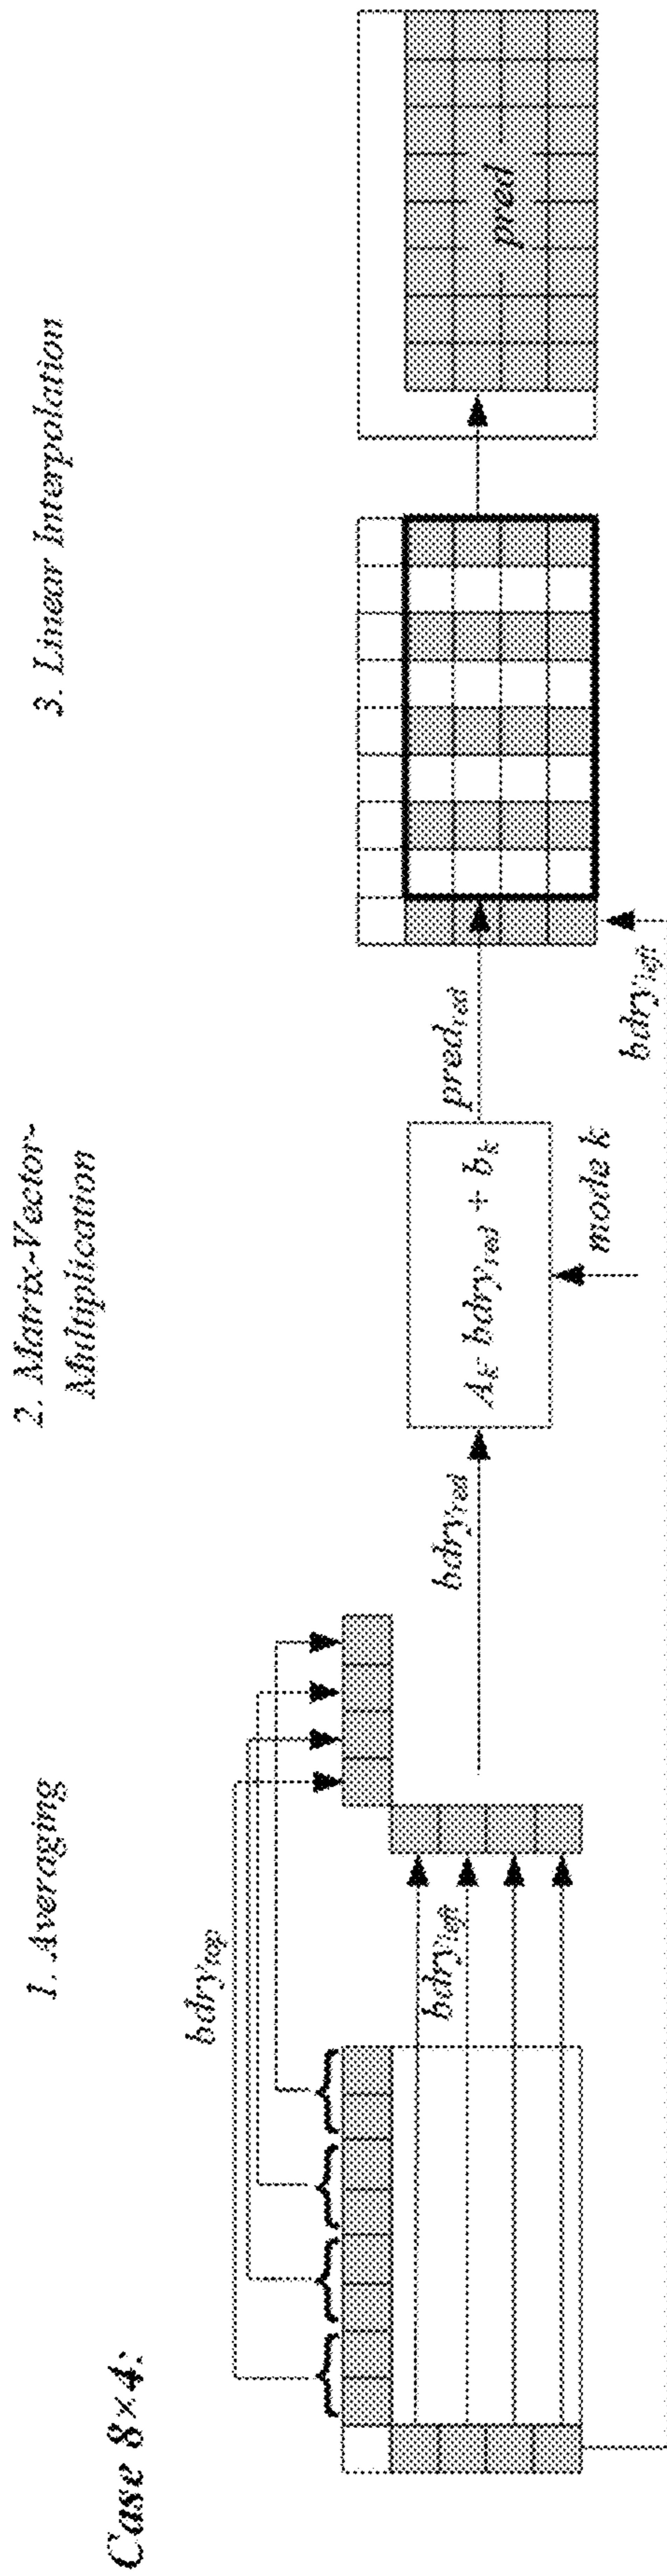 Case 8×4:
1. Averaging
2. Matrix-Vector-
Multiplication
3. Linear Interpolation
bdry_top
bdry_left
bdry_red
A_k bdry_red + b_k
mode k
pred_red
bdry_left
pred